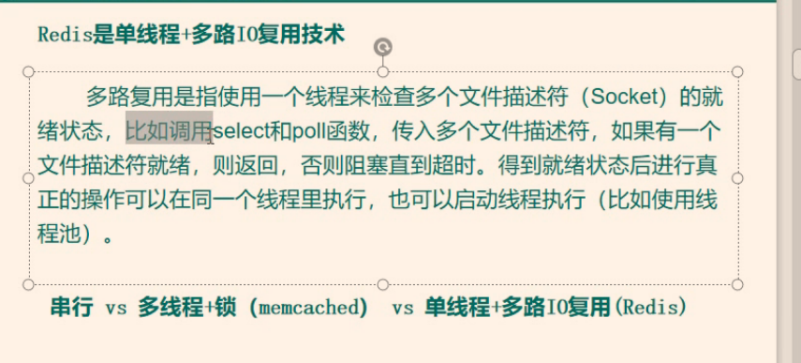 Redis是单线程+多路IO复用技术
多路复用是指使用一个线程来检查多个文件描述符（Socket）的就
绪状态，比如调用select和poll函数，传入多个文件描述符，如果有一个
文件描述符就绪，则返回，否则阻塞直到超时。得到就绪状态后进行真
正的操作可以在同一个线程里执行，也可以启动线程执行（比如使用线
程池）。
串行 vs 多线程+锁（memcached） vs 单线程+多路IO复用(Redis)